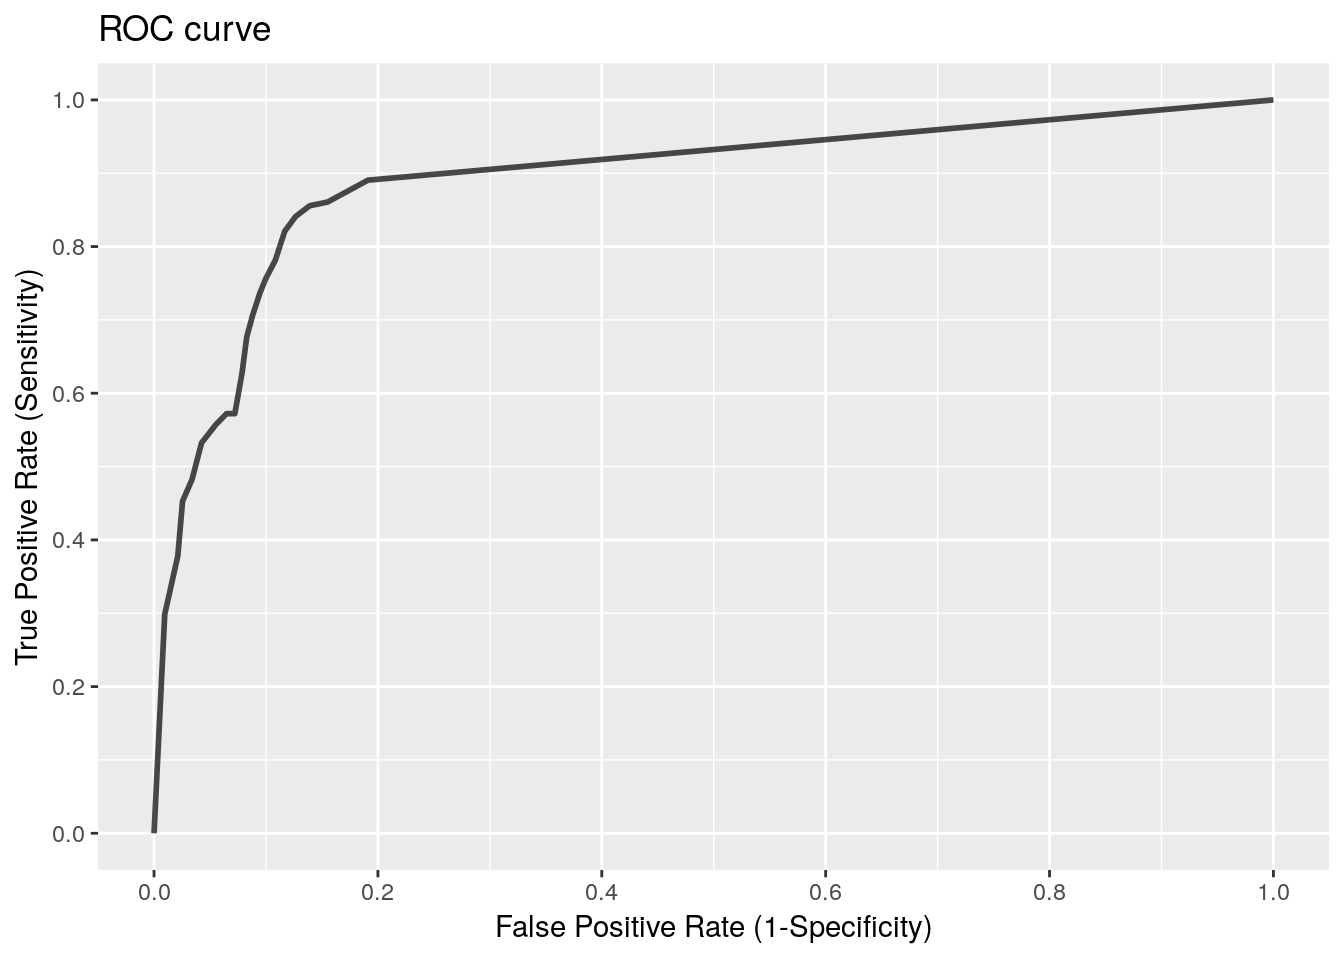 ROC curve
True Positive Rate (Sensitivity)
1.0
0.8
0.6
0.4
0.2
0.0
0.0 0.2 0.4 0.6 0.8 1.0
False Positive Rate (1-Specificity)